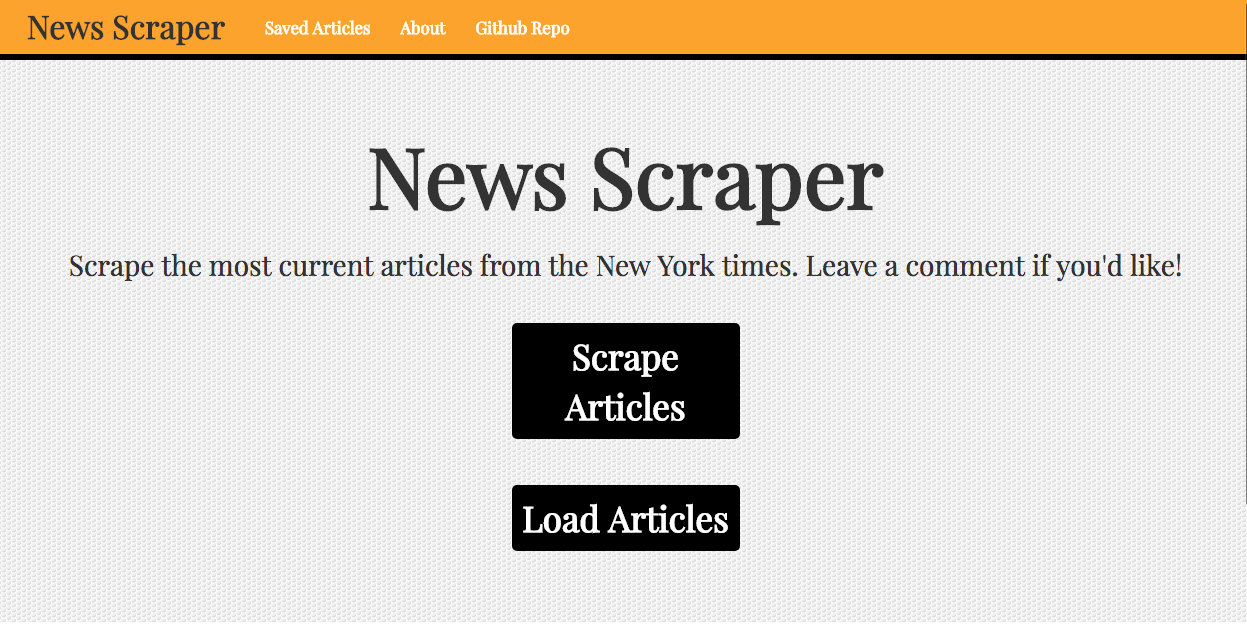 News Scraper Saved Articles About Github Repo
News Scraper
Scrape the most current articles from the New York times. Leave a comment if you'd like!
Scrape
Articles
Load Articles